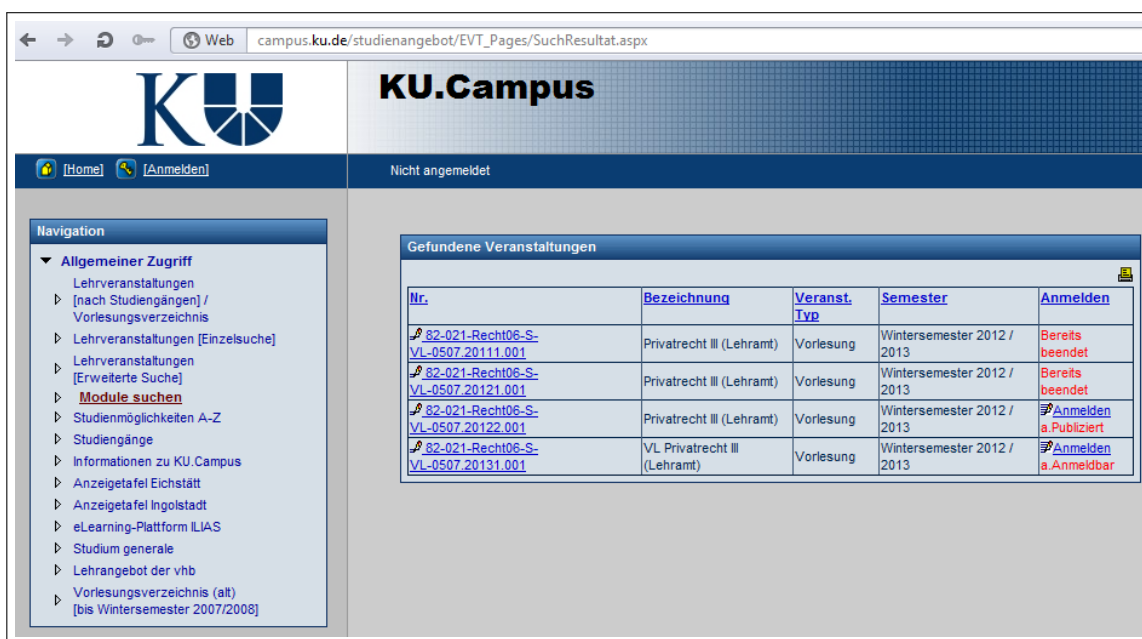 Web campus.ku.de/studienangebot/EVT_Pages/SuchResultat.aspx
KU
KU.Campus
[Home] [Anmelden]
Nicht angemeldet
Navigation
Allgemeiner Zugriff
Lehrveranstaltungen
[nach Studiengängen] /
Vorlesungsverzeichnis
Lehrveranstaltungen [Einzelsuche]
Lehrveranstaltungen
[Erweiterte Suche]
Module suchen
Studienmöglichkeiten A-Z
Studiengänge
Informationen zu KU.Campus
Anzeigetafel Eichstätt
Anzeigetafel Ingolstadt
eLearning-Plattform ILIAS
Studium generale
Lehrangebot der vhb
Vorlesungsverzeichnis (alt)
[bis Wintersemester 2007/2008]
Gefundene Veranstaltungen
Nr. Bezeichnung Veranst. Semester Anmelden
Typ
82-021-Recht06-S- Privatrecht III (Lehramt) Vorlesung Wintersemester 2012 / Bereits
VL-0507.20111.001 2013 beendet
82-021-Recht06-S- Privatrecht III (Lehramt) Vorlesung Wintersemester 2012 / Bereits
VL-0507.20121.001 2013 beendet
82-021-Recht06-S- Privatrecht III (Lehramt) Vorlesung Wintersemester 2012 / Anmelden
VL-0507.20122.001 2013 a.Publiziert
82-021-Recht06-S- VL Privatrecht III Vorlesung Wintersemester 2012 / Anmelden
VL-0507.20131.001 (Lehramt) 2013 a.Anmeldbar